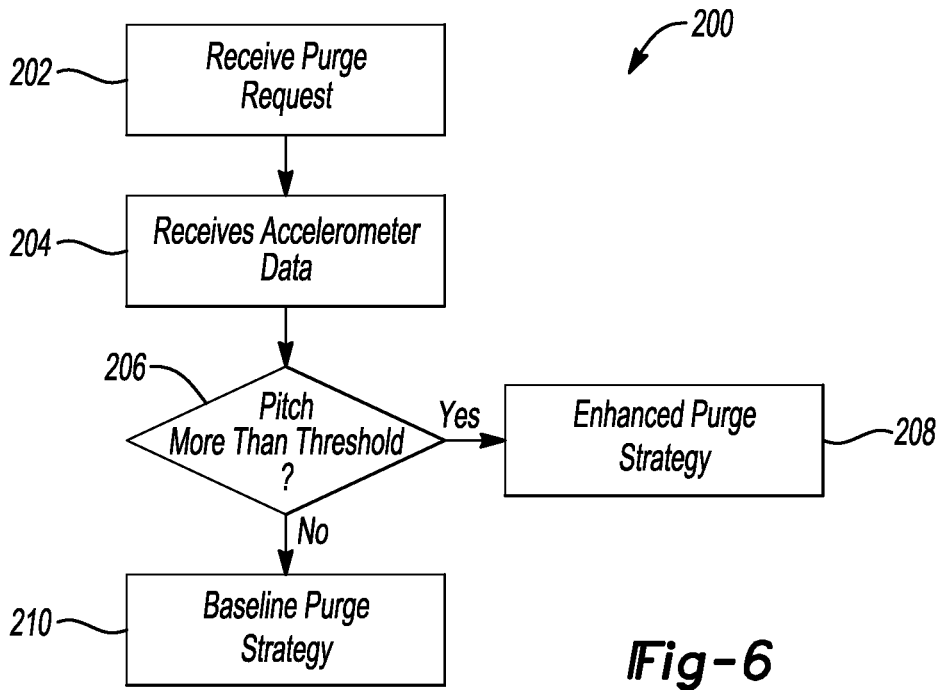 200
202
Receive Purge
Request
204
Receives Accelerometer
Data
206
Pitch
More Than Threshold
?
Yes
Enhanced Purge
Strategy
208
No
210
Baseline Purge
Strategy
Fig-6